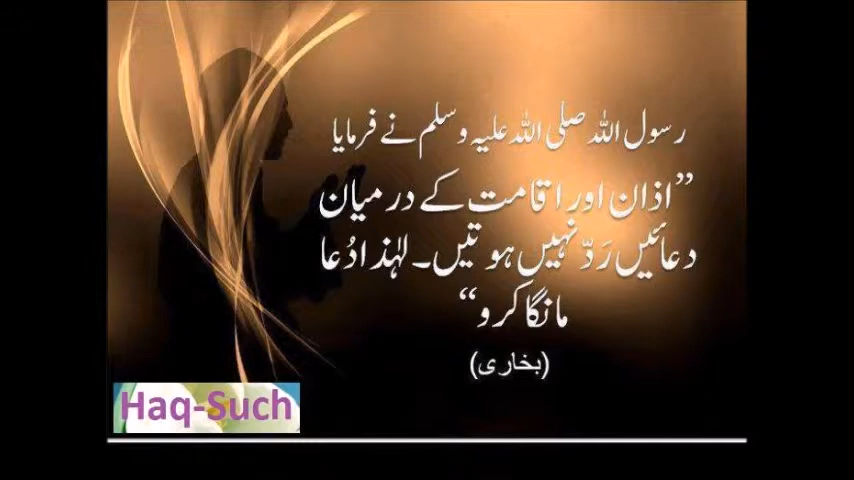 رسول اللہ صلی اللہ علیہ وسلم نے فرمایا
”اذان اور اقامت کے درمیان
دعائیں رَدّ نہیں ہوتیں۔ لہٰذا دُعا
مانگا کرو“
(بخاری)
Haq-Such